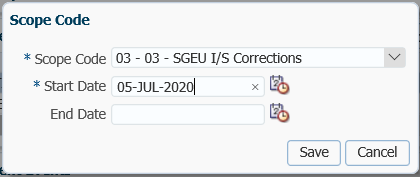 Scope Code
* Scope Code 03 - 03 - SGEU I/S Corrections
* Start Date 05-JUL-2020 ×
End Date
Save Cancel